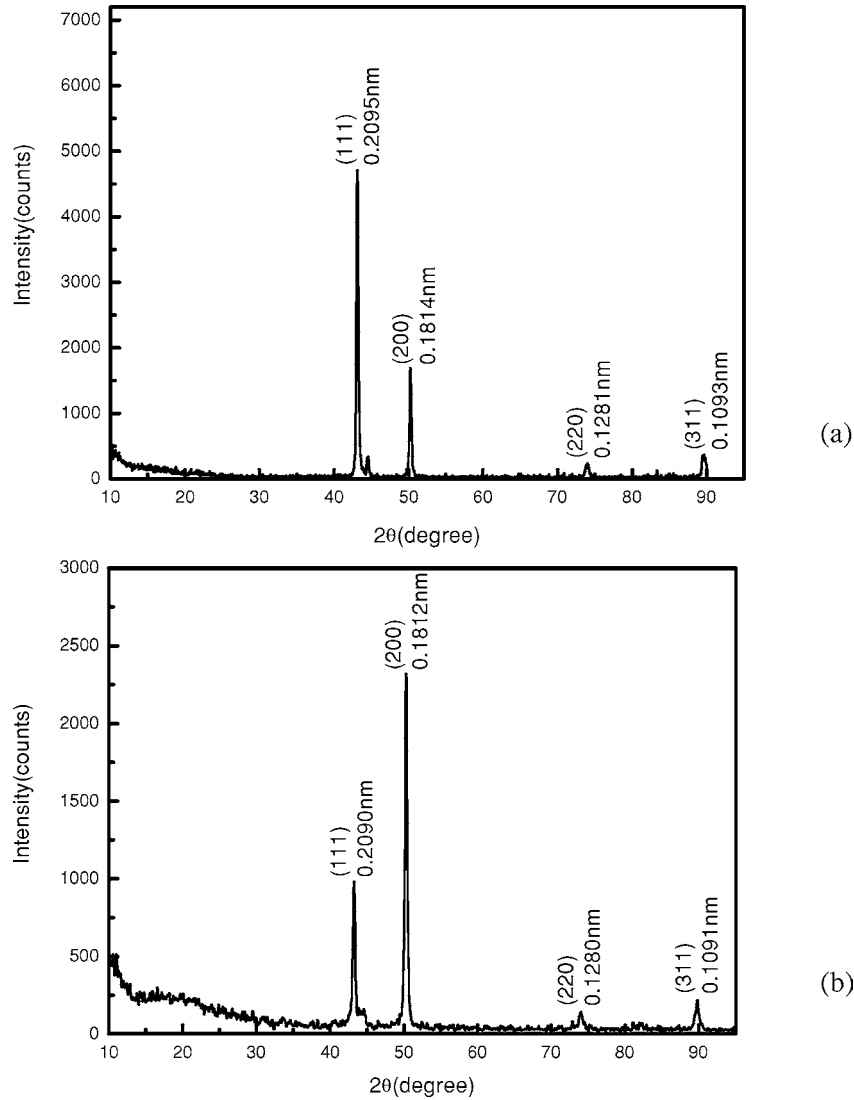 7000
6000
5000
4000
3000
2000
1000
0
Intensity(counts)
(111)
0.2095nm
(200)
0.1814nm
(220)
0.1281nm
(311)
0.1093nm
10 20 30 40 50 60 70 80 90
2θ(degree)
(a)
3000
2500
2000
1500
1000
500
0
Intensity(counts)
(111)
0.2090nm
(200)
0.1812nm
(220)
0.1280nm
(311)
0.1091nm
10 20 30 40 50 60 70 80 90
2θ(degree)
(b)